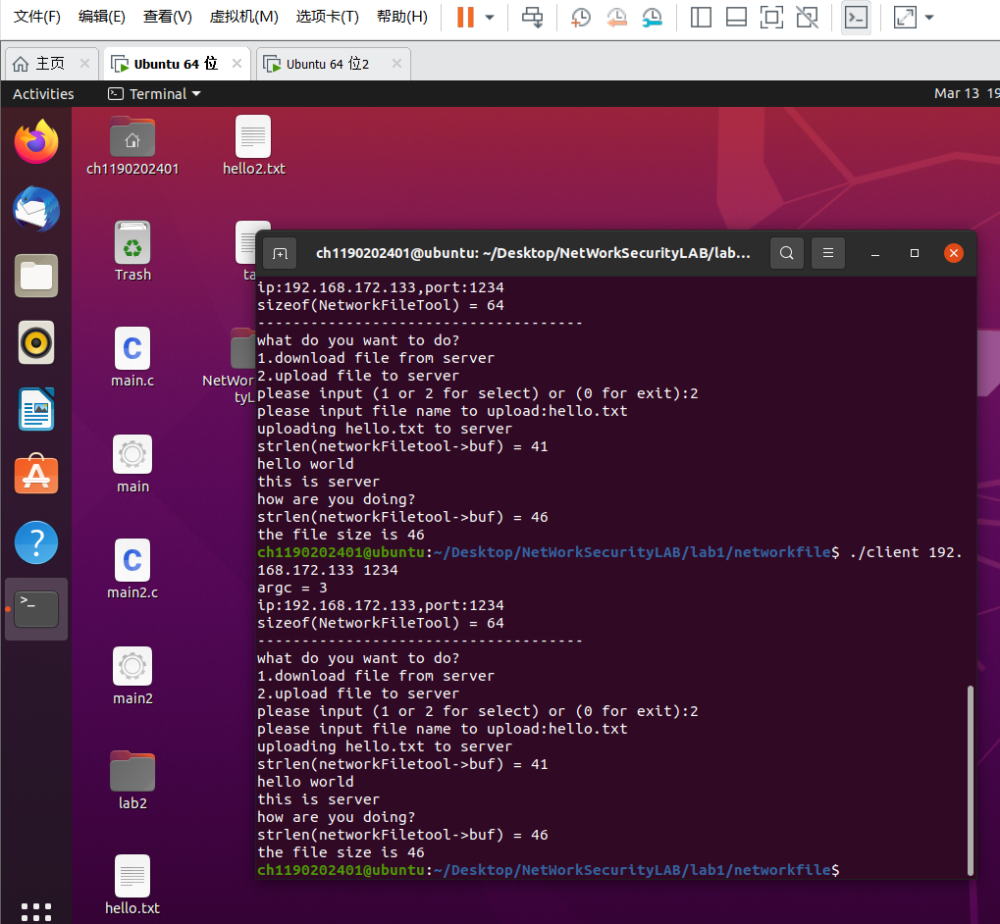 文件(F) 编辑(E) 查看(V) 虚拟机(M) 选项卡(T) 帮助(H)
主页 Ubuntu 64 位 Ubuntu 64 位2
Activities Terminal Mar 13 19
ch1190202401
hello2.txt
Trash
ta
main.c
NetWor
tyL
main
main2.c
main2
lab2
hello.txt
ch1190202401@ubuntu: ~/Desktop/NetWorkSecurityLAB/lab...
ip:192.168.172.133,port:1234
sizeof(NetworkFileTool) = 64
-------------------------------------
what do you want to do?
1.download file from server
2.upload file to server
please input (1 or 2 for select) or (0 for exit):2
please input file name to upload:hello.txt
uploading hello.txt to server
strlen(networkFiletool->buf) = 41
hello world
this is server
how are you doing?
strlen(networkFiletool->buf) = 46
the file size is 46
ch1190202401@ubuntu:~/Desktop/NetWorkSecurityLAB/lab1/networkfile$ ./client 192.
168.172.133 1234
argc = 3
ip:192.168.172.133,port:1234
sizeof(NetworkFileTool) = 64
-------------------------------------
what do you want to do?
1.download file from server
2.upload file to server
please input (1 or 2 for select) or (0 for exit):2
please input file name to upload:hello.txt
uploading hello.txt to server
strlen(networkFiletool->buf) = 41
hello world
this is server
how are you doing?
strlen(networkFiletool->buf) = 46
the file size is 46
ch1190202401@ubuntu:~/Desktop/NetWorkSecurityLAB/lab1/networkfile$